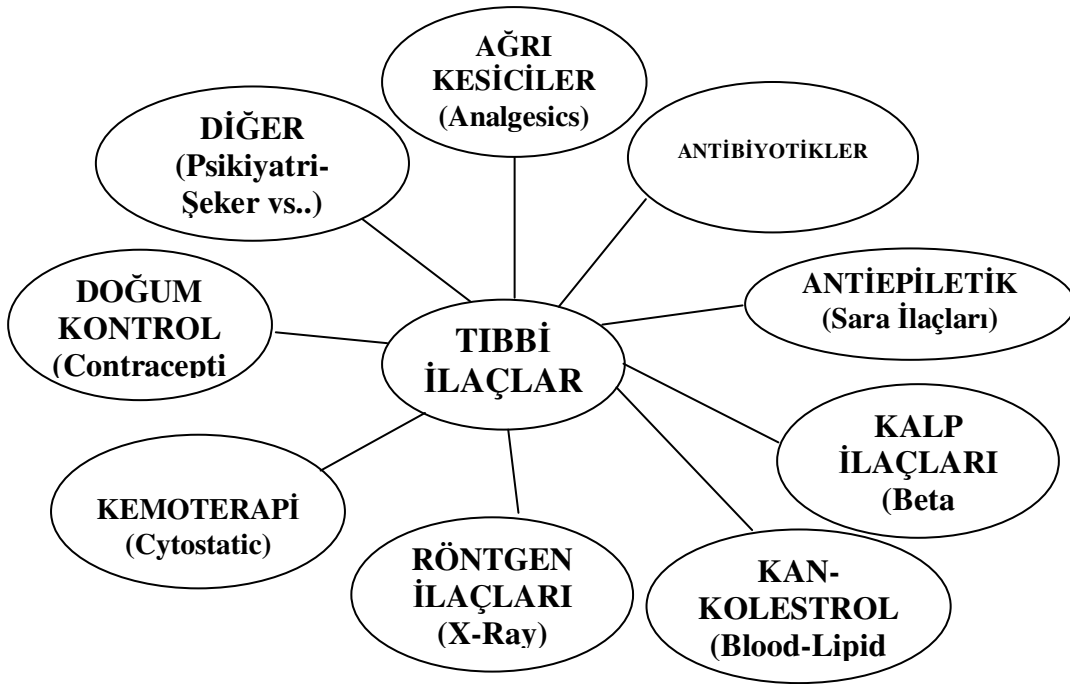 AĞRI
KESİCİLER
(Analgesics)
DİĞER
(Psikiyatri-
Şeker vs..)
ANTİBİYOTİKLER
DOĞUM
KONTROL
(Contracepti
ANTİEPİLETİK
(Sara İlaçları)
TIBBİ
İLAÇLAR
KALP
İLAÇLARI
(Beta
KEMOTERAPİ
(Cytostatic)
RÖNTGEN
İLAÇLARI
(X-Ray)
KAN-
KOLESTROL
(Blood-Lipid